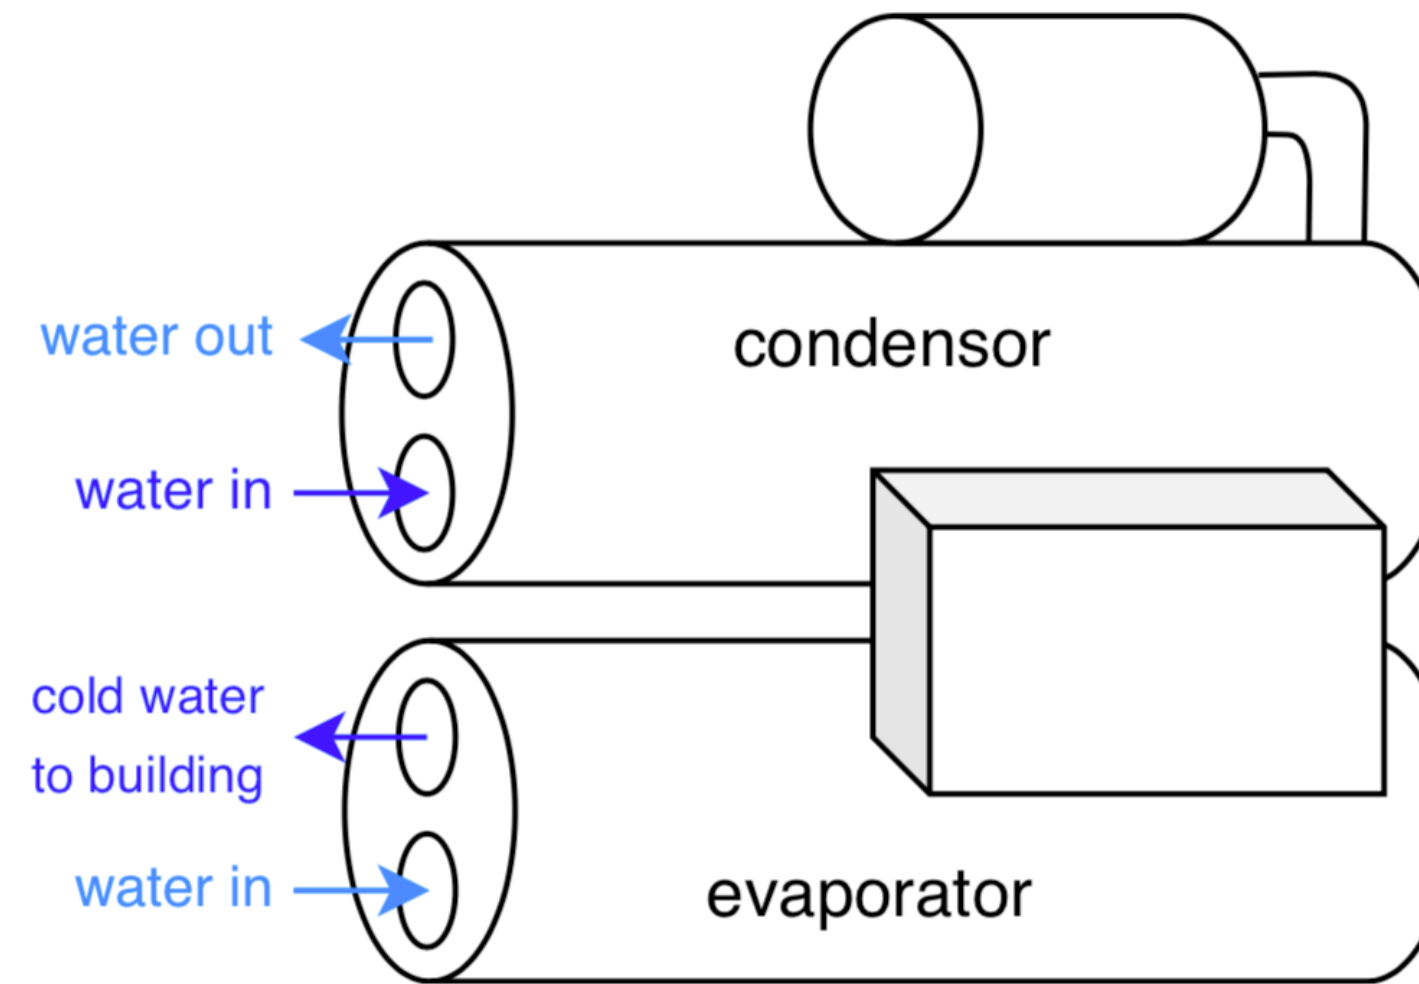 water out
condensor
water in
cold water
to building
water in
evaporator